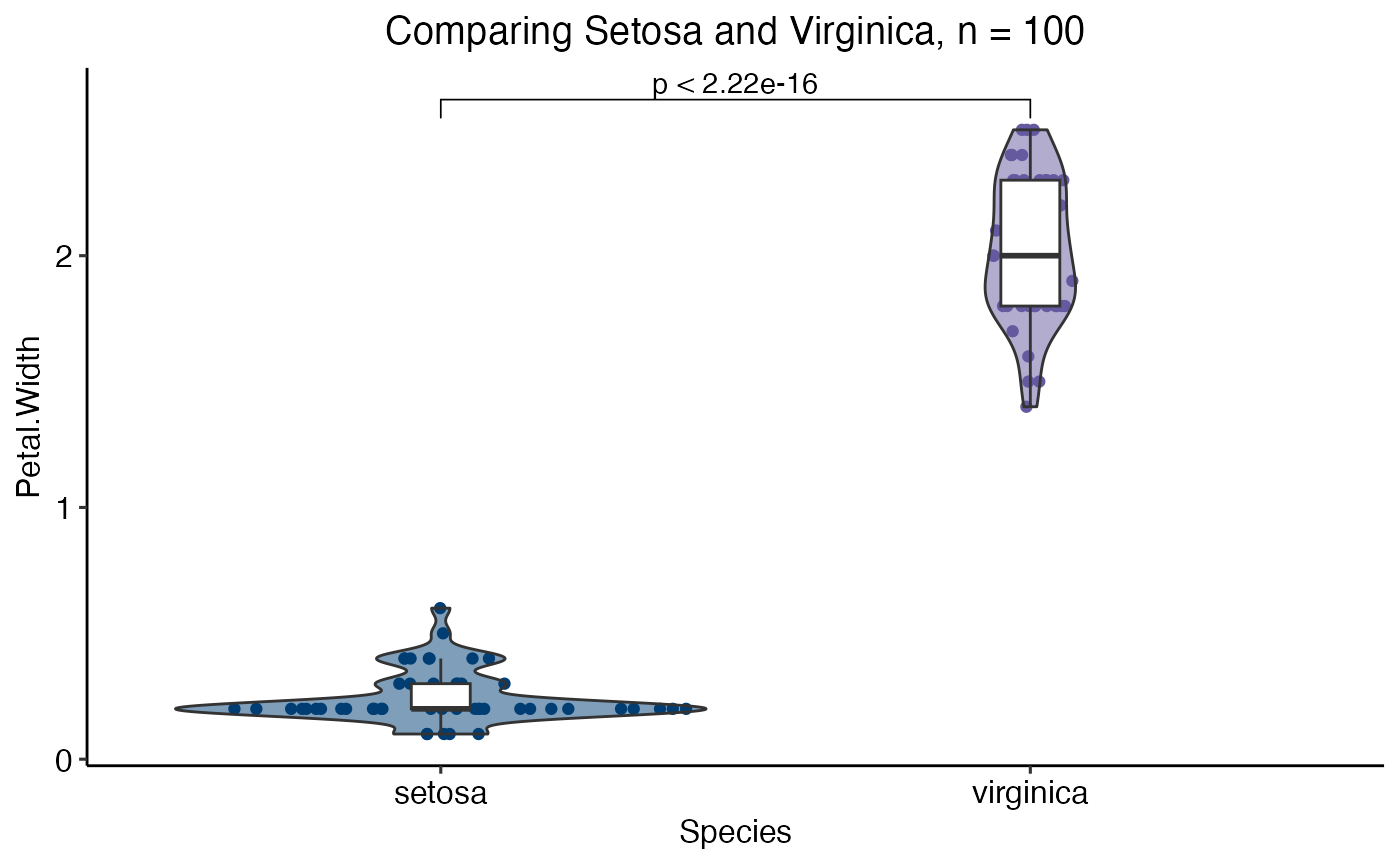 Comparing Setosa and Virginica, n = 100
p < 2.22e-16
Petal.Width
2
1
0
setosa
virginica
Species